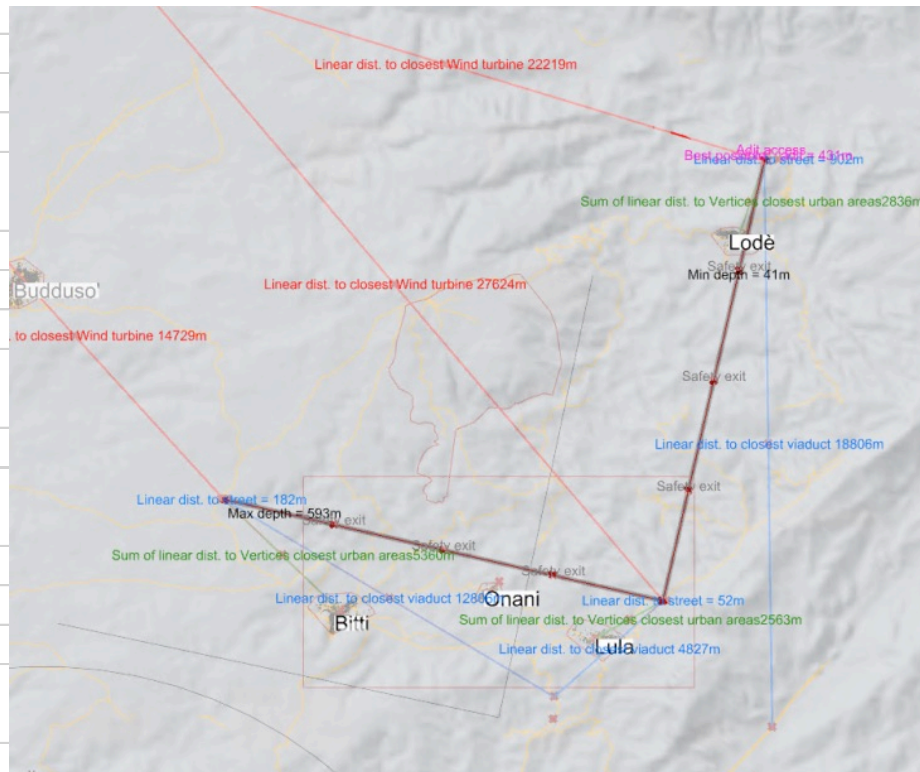 Linear dist. to closest Wind turbine 22219m
Adit access
Linear dist. to street = 902m
Sum of linear dist. to Vertices closest urban areas2836m
Lodè
Safety exit
Min depth = 41m
Linear dist. to closest Wind turbine 27624m
Budduso'
. to closest Wind turbine 14729m
Safety exit
Linear dist. to closest viaduct 18806m
Safety exit
Linear dist. to street = 182m
Max depth = 593m
Safety exit
Safety exit
Sum of linear dist. to Vertices closest urban areas5360m
Safety exit
Linear dist. to closest viaduct
Onani
Linear dist. to street = 52m
Bitti
Sum of linear dist. to Vertices closest urban areas2563m
Lula
Linear dist. to closest viaduct 4827m